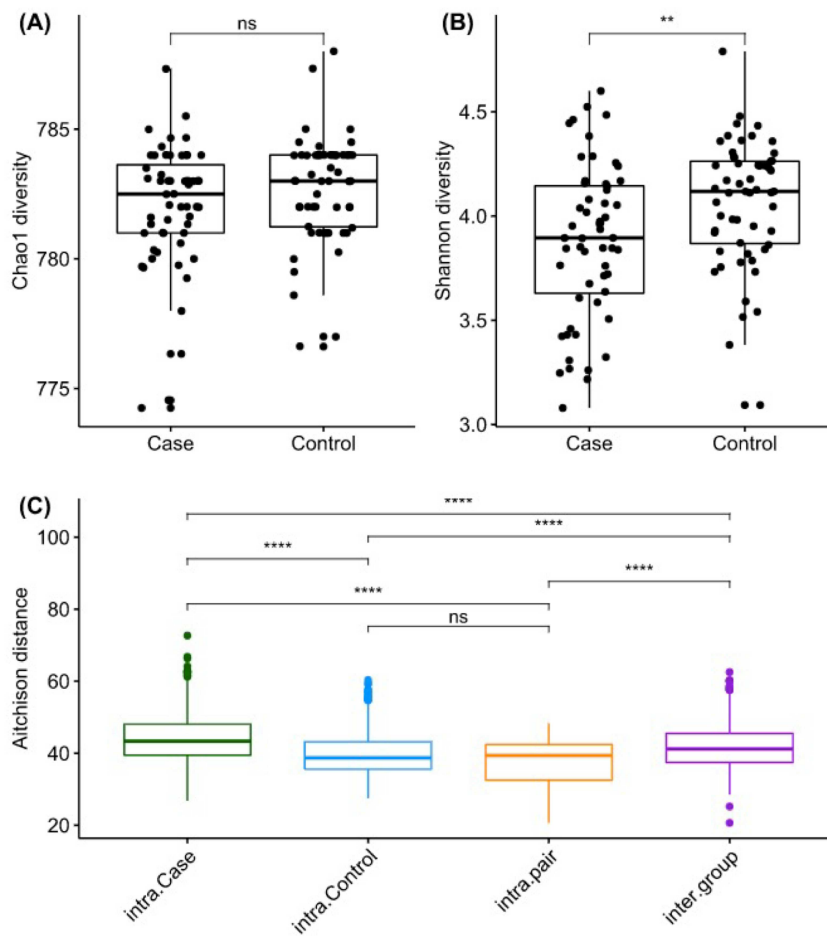 (A)
ns
Chao1 diversity
785
780
775
Case Control
(B)
**
Shannon diversity
4.5
4.0
3.5
3.0
Case Control
(C)
****
****
****
****
****
ns
Aitchison distance
100
80
60
40
20
intra.Case
intra.Control
intra.pair
inter.group